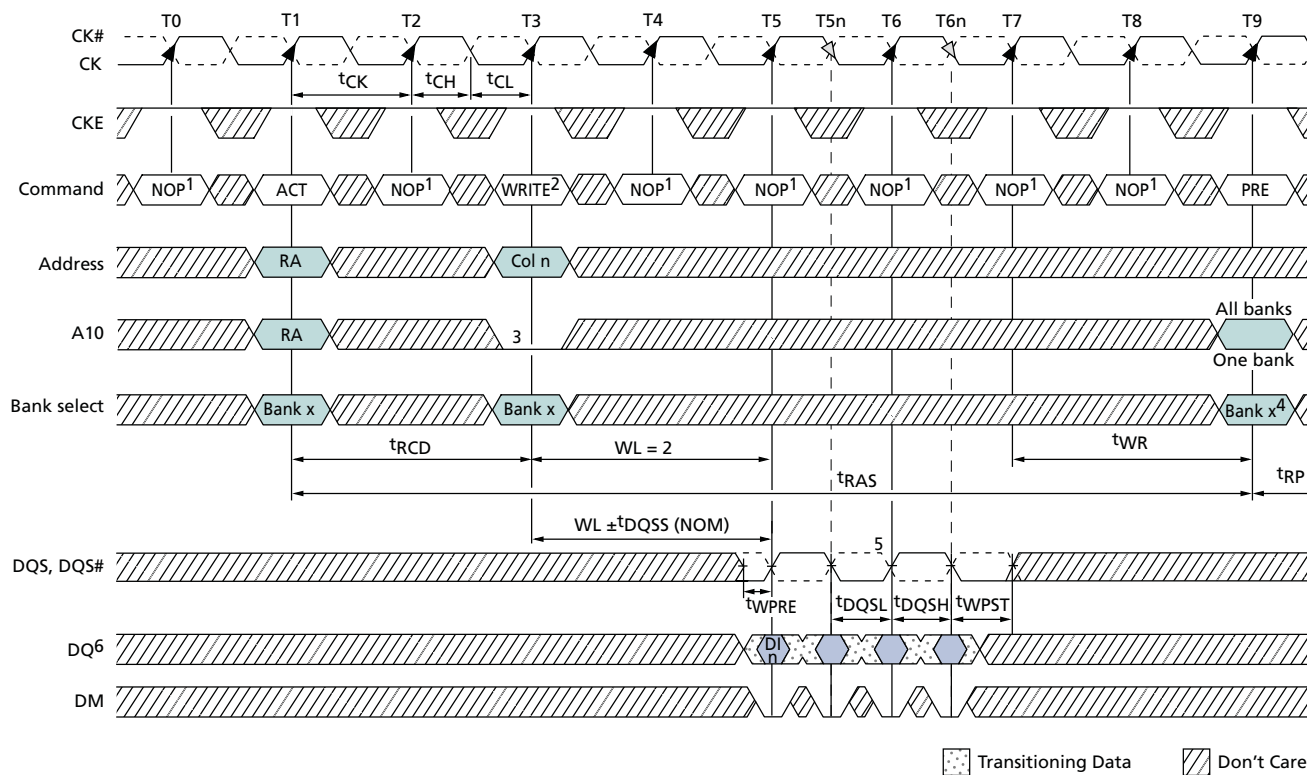 T0 T1 T2 T3 T4 T5 T5n T6 T6n T7 T8 T9
CK#
CK
tCK tCH tCL
CKE
Command NOP1 ACT NOP1 WRITE2 NOP1 NOP1 NOP1 NOP1 NOP1 PRE
Address RA Col n
All banks
A10 RA 3
One bank
Bank select Bank x Bank x Bank x4
tRCD WL = 2 tWR
tRAS tRP
WL ±tDQSS (NOM)
5
DQS, DQS#
tWPRE tDQSL tDQSH tWPST
DQ6 DI
n
DM
Transitioning Data Don't Care